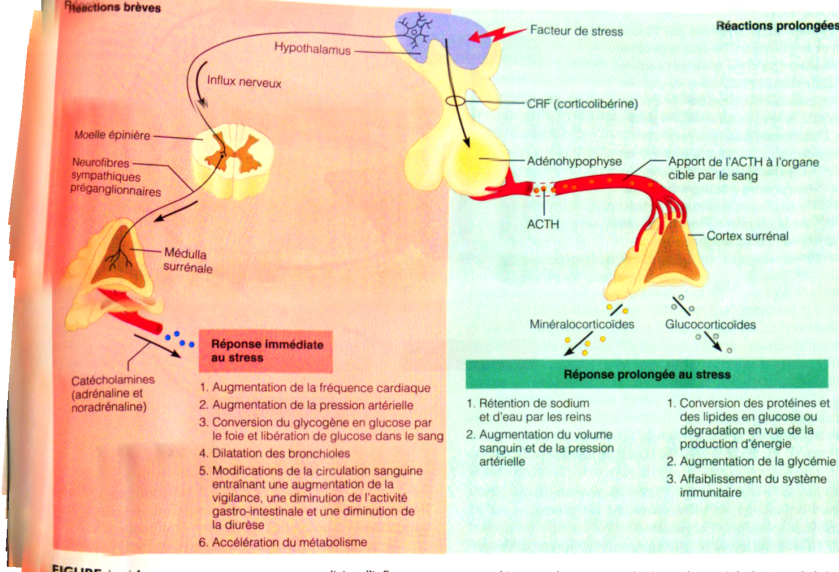 Réactions brèves
Réactions prolongées
Facteur de stress
Hypothalamus
Influx nerveux
CRF (corticolibérine)
Moelle épinière
Adénohypophyse
Apport de l'ACTH à l'organe
cible par le sang
Neurofibres
sympathiques
préganglionnaires
ACTH
Cortex surrénal
Médulla
surrénale
Minéralocorticoïdes
Glucocorticoïdes
Catécholamines
(adrénaline et
noradrénaline)
Réponse immédiate
au stress
1. Augmentation de la fréquence cardiaque
2. Augmentation de la pression artérielle
3. Conversion du glycogène en glucose par
le foie et libération de glucose dans le sang
4. Dilatation des bronchioles
5. Modifications de la circulation sanguine
entraînant une augmentation de la
vigilance, une diminution de l'activité
gastro-intestinale et une diminution de
la diurèse
6. Accélération du métabolisme
Réponse prolongée au stress
1. Rétention de sodium
et d'eau par les reins
2. Augmentation du volume
sanguin et de la pression
artérielle
1. Conversion des protéines et
des lipides en glucose ou
dégradation en vue de la
production d'énergie
2. Augmentation de la glycémie
3. Affaiblissement du système
immunitaire
FIGURE